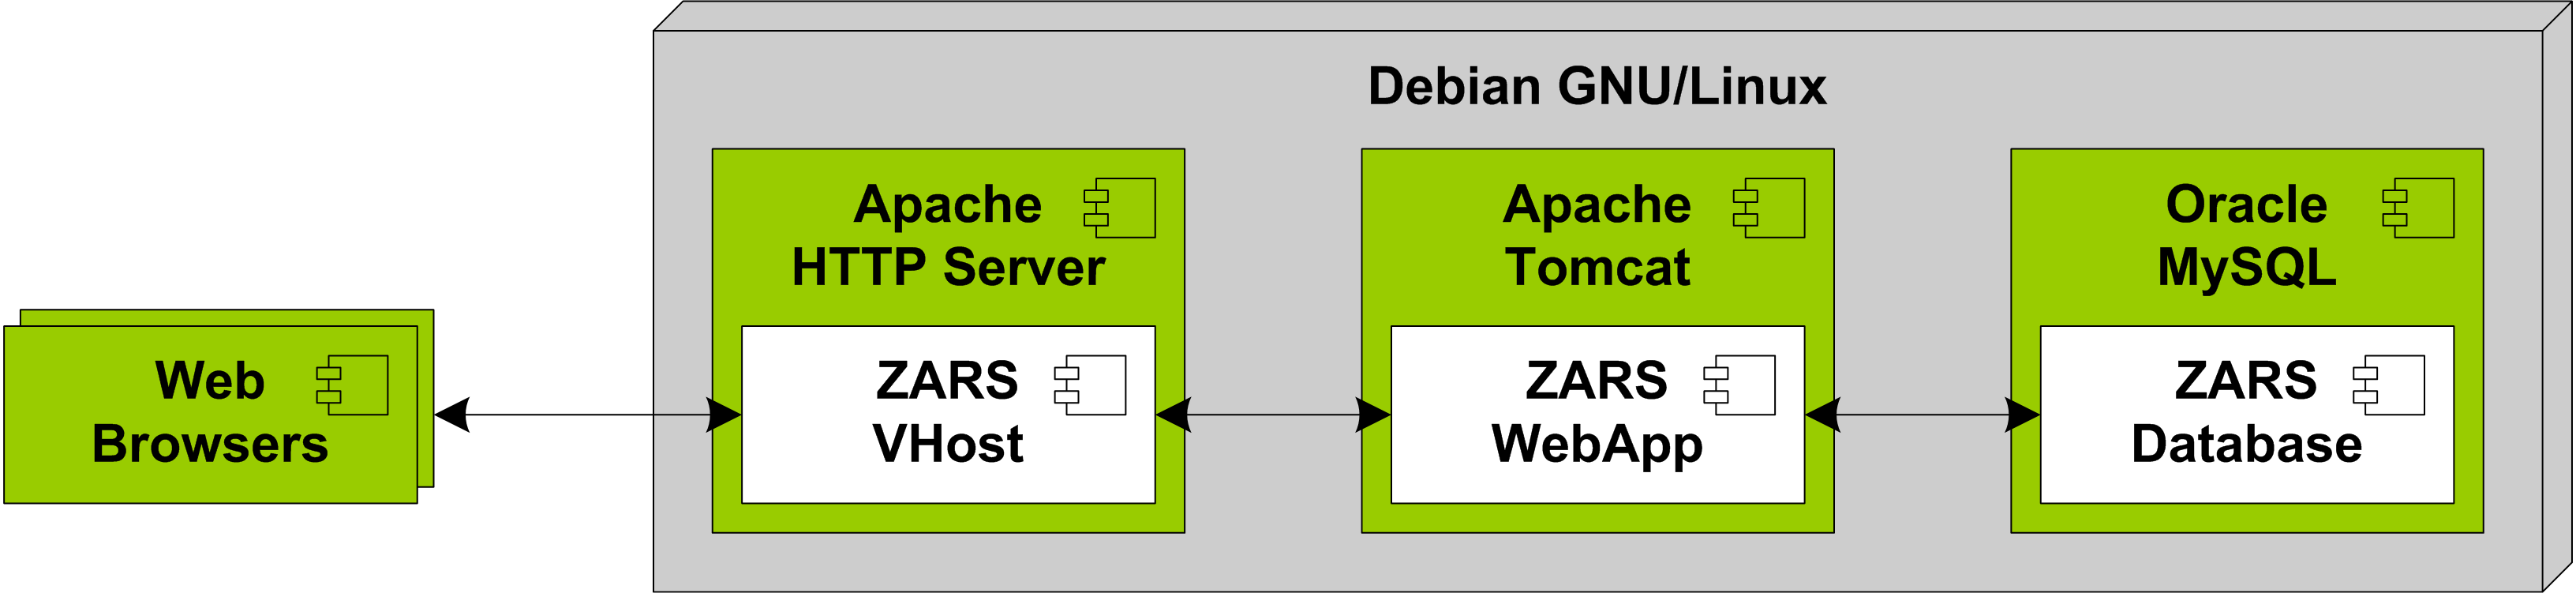 Debian GNU/Linux
Apache
HTTP Server
ZARS
VHost
Apache
Tomcat
ZARS
WebApp
Oracle
MySQL
ZARS
Database
Web
Browsers